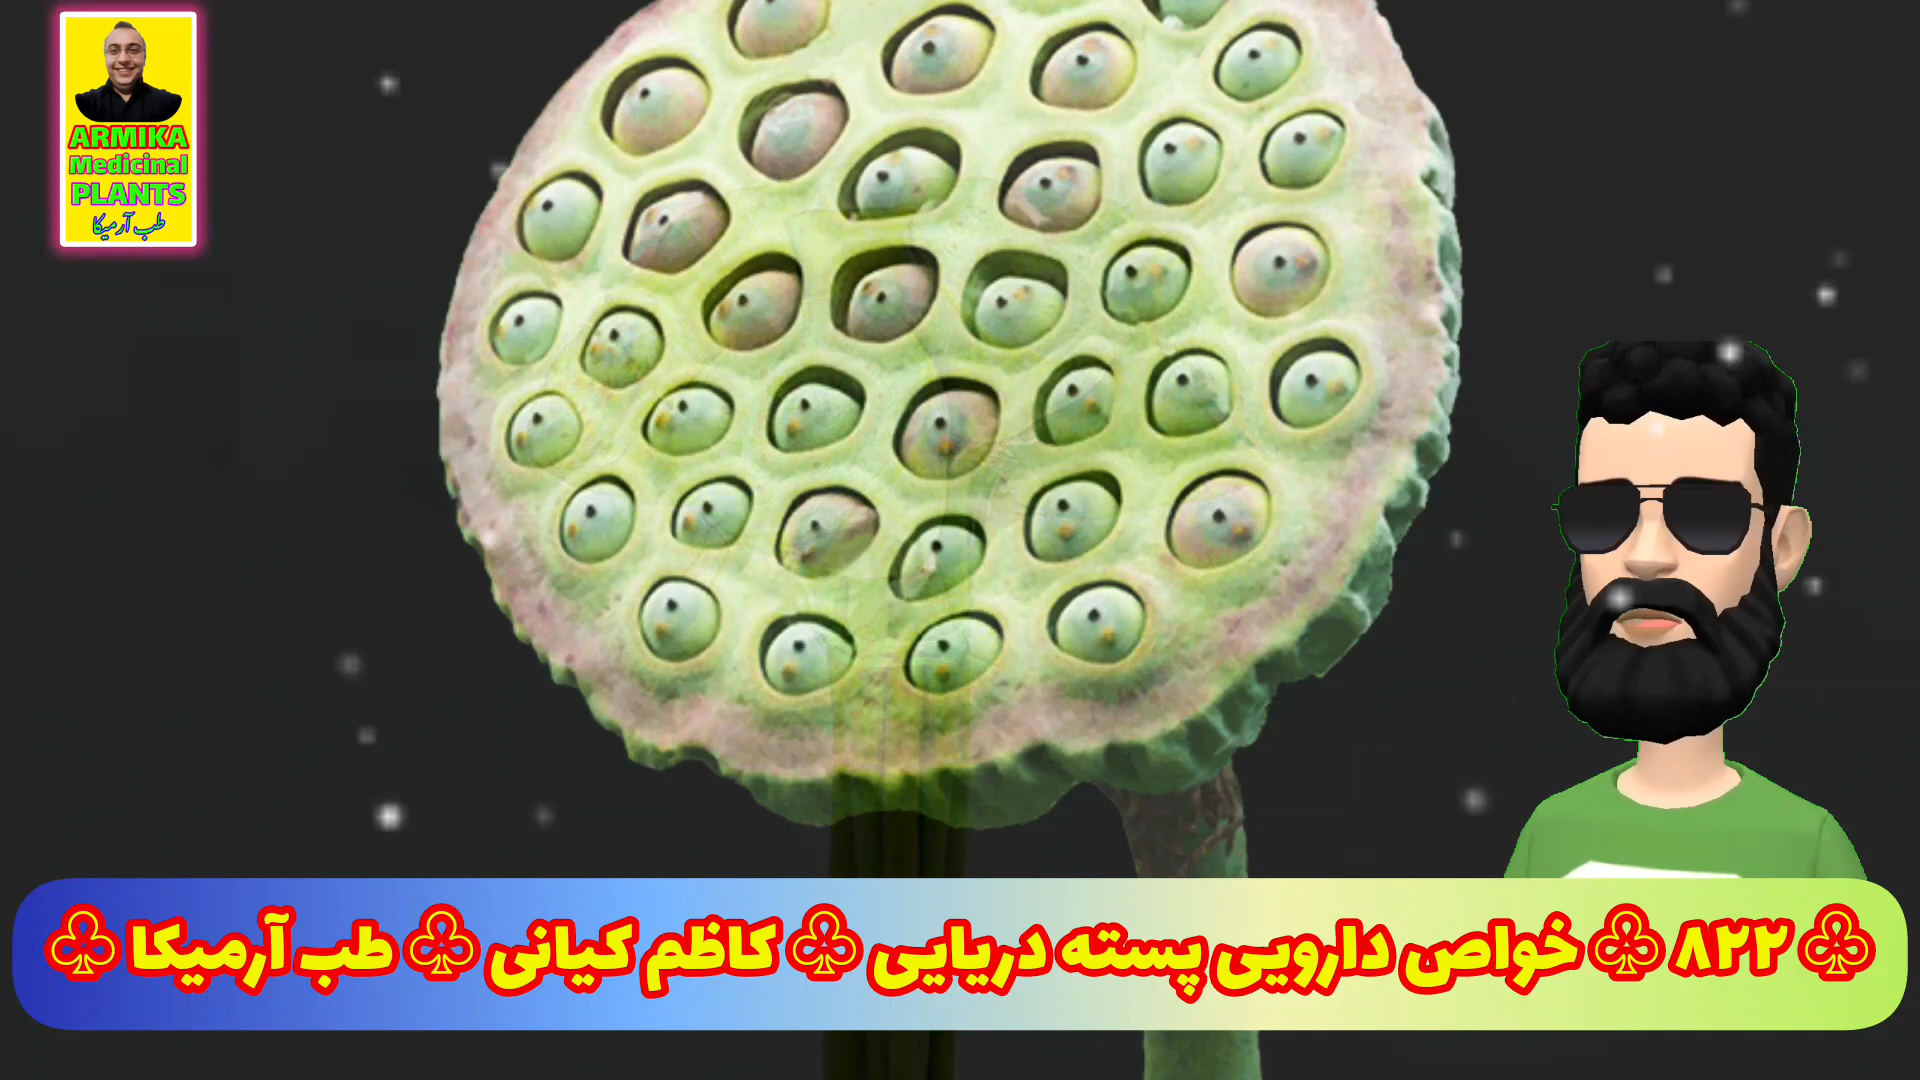 ARMIKA
Medicinal
PLANTS
طب آرمیکا
♣ ۸۲۲ ♣ خواص دارویی پسته دریایی ♣ کاظم کیانی ♣ طب آرمیکا ♣